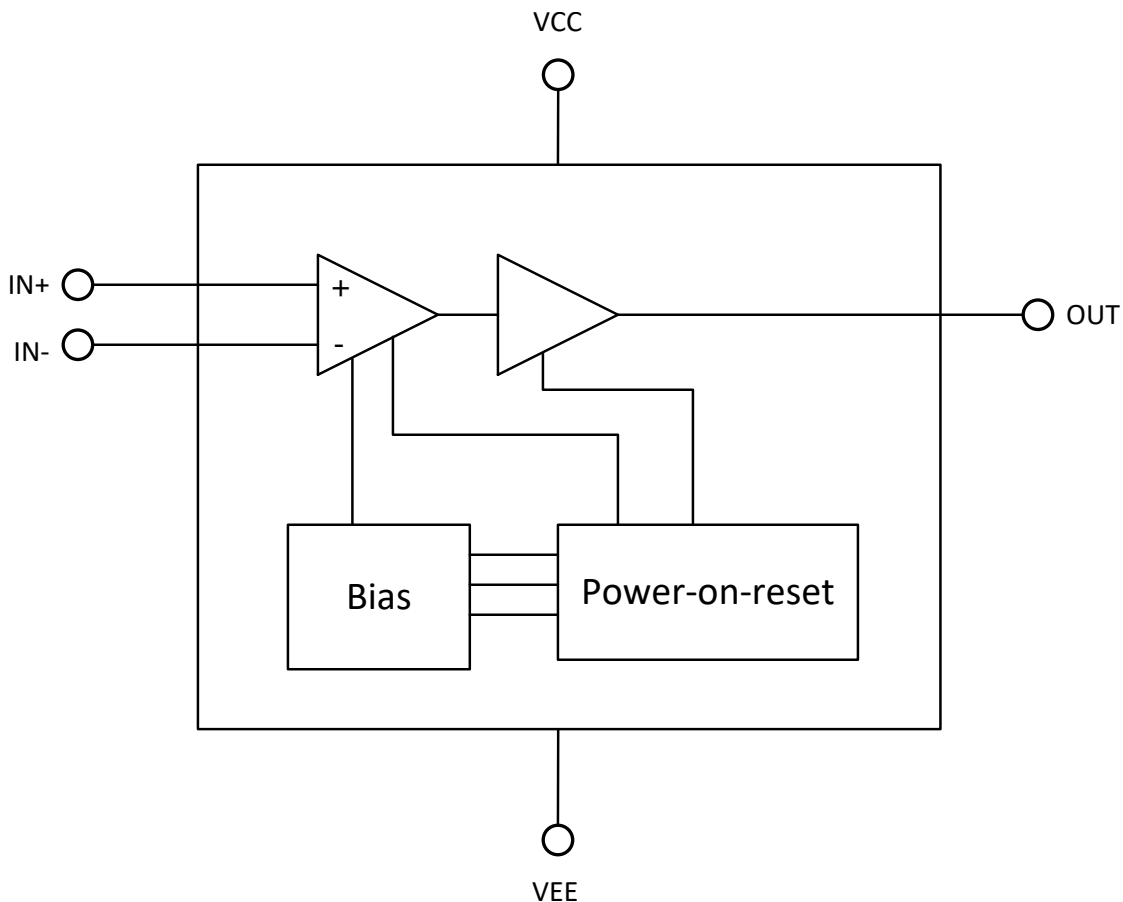 VCC
IN+
+
OUT
IN-
-
Bias
Power-on-reset
VEE